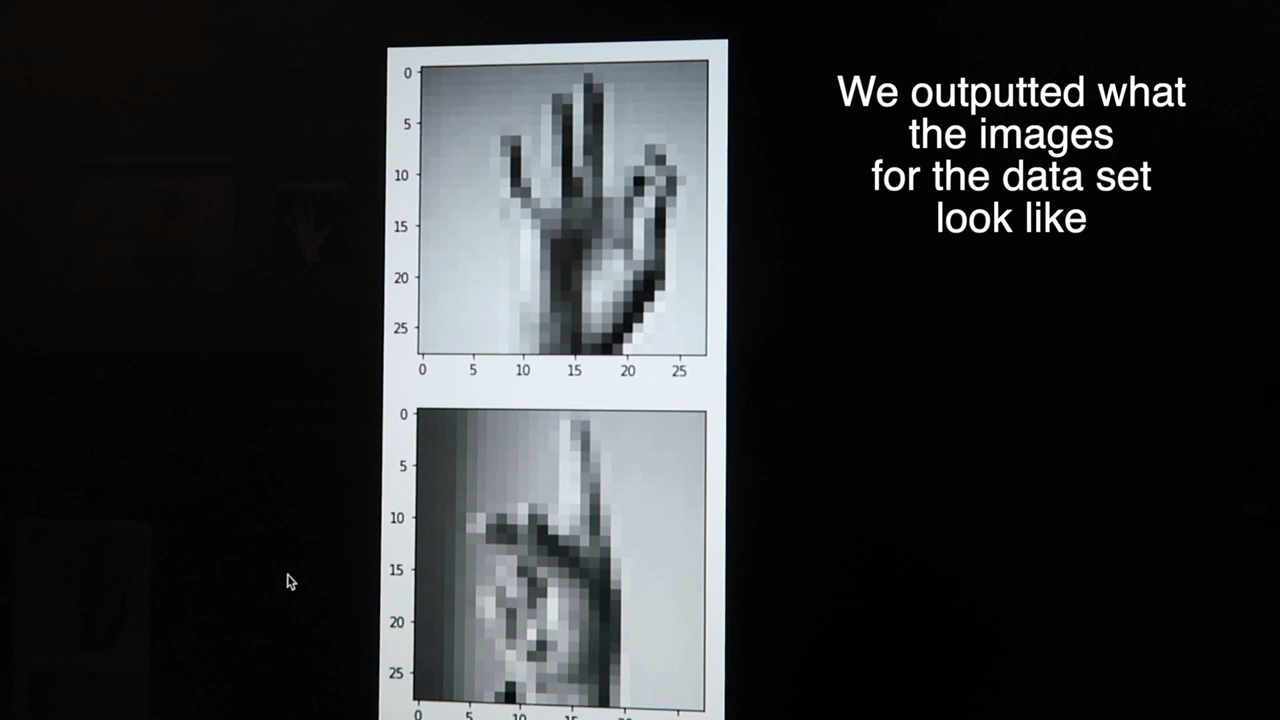 We outputted what
the images
for the data set
look like
0
5
10
15
20
25
0 5 10 15 20 25
0
5
10
15
20
25
0 5 10 15